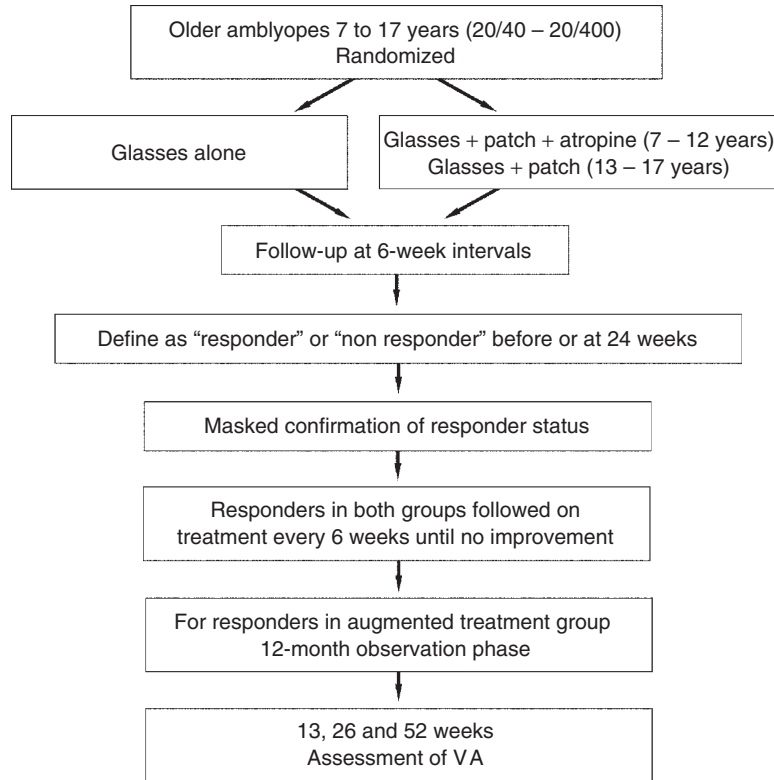 Older amblyopes 7 to 17 years (20/40 – 20/400)
Randomized
Glasses alone
Glasses + patch + atropine (7 – 12 years)
Glasses + patch (13 – 17 years)
Follow-up at 6-week intervals
Define as “responder” or “non responder” before or at 24 weeks
Masked confirmation of responder status
Responders in both groups followed on
treatment every 6 weeks until no improvement
For responders in augmented treatment group
12-month observation phase
13, 26 and 52 weeks
Assessment of VA